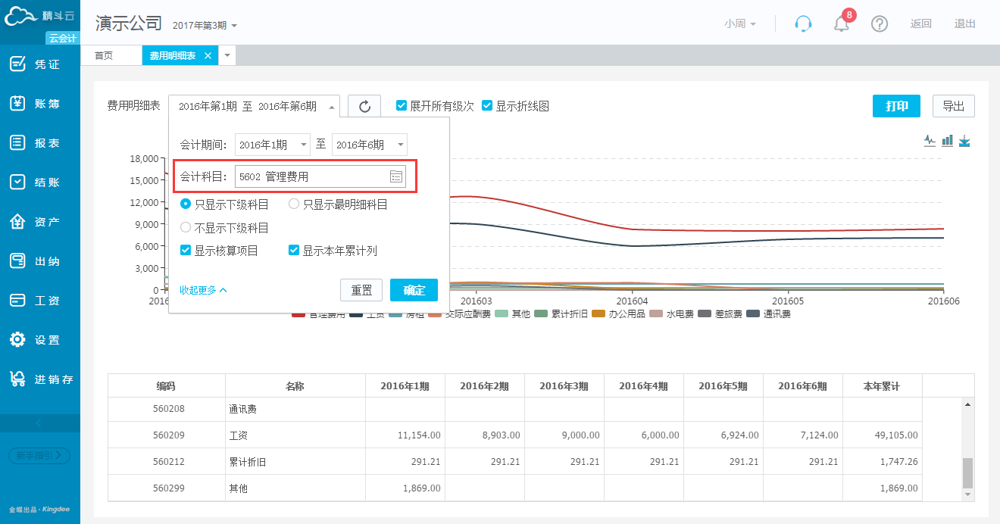 精斗云
云会计
演示公司 2017年第3期
小周 8 返回 退出
首页 费用明细表
凭证
账簿
报表
结账
资产
出纳
工资
设置
进销存
新手指引
金蝶出品·Kingdee
费用明细表 2016年第1期 至 2016年第6期 展开所有级次 显示折线图 打印 导出
会计期间: 2016年1期 至 2016年6期
会计科目: 5602 管理费用
只显示下级科目 只显示最明细科目
不显示下级科目
显示核算项目 显示本年累计列
收起更多 重置 确定
18,000
15,000
12,000
9,000
6,000
3,000
0
2016 201603 201604 201605 201606
管理费用 工资 房租 交际应酬费 其他 累计折旧 办公用品 水电费 差旅费 通讯费
编码 名称 2016年1期 2016年2期 2016年3期 2016年4期 2016年5期 2016年6期 本年累计
560208 通讯费
560209 工资 11,154.00 8,903.00 9,000.00 6,000.00 6,924.00 7,124.00 49,105.00
560212 累计折旧 291.21 291.21 291.21 291.21 291.21 291.21 1,747.26
560299 其他 1,869.00 1,869.00